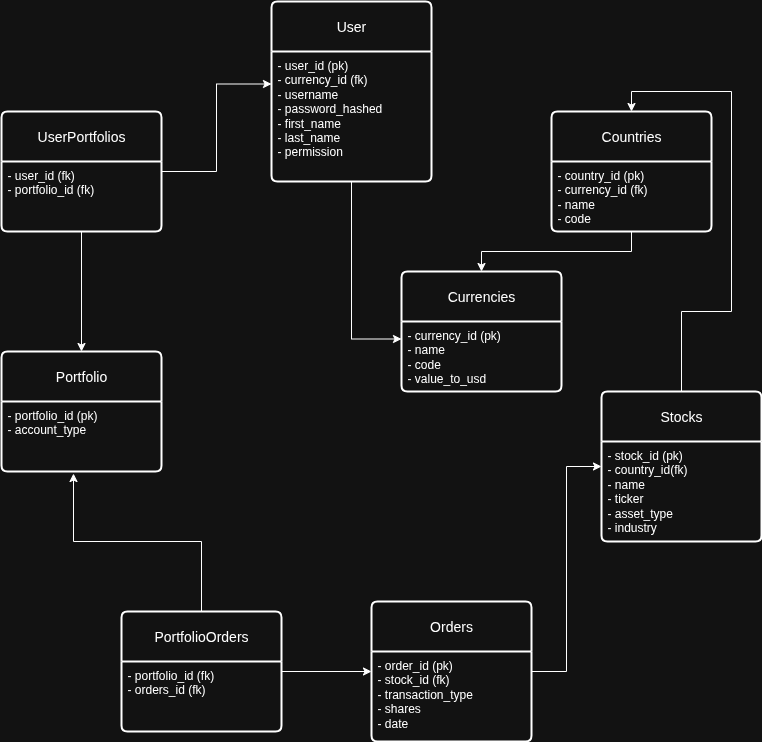 User
- user_id (pk)
- currency_id (fk)
- username
- password_hashed
- first_name
- last_name
- permission
UserPortfolios
- user_id (fk)
- portfolio_id (fk)
Countries
- country_id (pk)
- currency_id (fk)
- name
- code
Currencies
- currency_id (pk)
- name
- code
- value_to_usd
Portfolio
- portfolio_id (pk)
- account_type
Stocks
- stock_id (pk)
- country_id(fk)
- name
- ticker
- asset_type
- industry
PortfolioOrders
- portfolio_id (fk)
- orders_id (fk)
Orders
- order_id (pk)
- stock_id (fk)
- transaction_type
- shares
- date